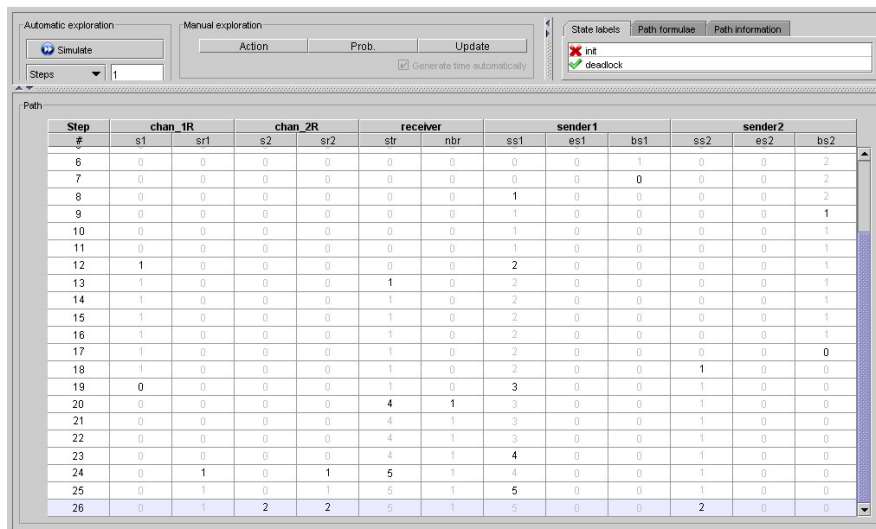 Automatic exploration
Simulate
Steps 1
Manual exploration
Action Prob. Update
Generate time automatically
State labels Path formulae Path information
init
deadlock
Path
Step chan_1R chan_2R receiver sender1 sender2
# s1 sr1 s2 sr2 str nbr ss1 es1 bs1 ss2 es2 bs2
6 0 0 0 0 0 0 0 0 1 0 0 2
7 0 0 0 0 0 0 0 0 0 0 0 2
8 0 0 0 0 0 0 1 0 0 0 0 2
9 0 0 0 0 0 0 1 0 0 0 0 1
10 0 0 0 0 0 0 1 0 0 0 0 1
11 0 0 0 0 0 0 1 0 0 0 0 1
12 1 0 0 0 0 0 2 0 0 0 0 1
13 1 0 0 0 1 0 2 0 0 0 0 1
14 1 0 0 0 1 0 2 0 0 0 0 1
15 1 0 0 0 1 0 2 0 0 0 0 1
16 1 0 0 0 1 0 2 0 0 0 0 1
17 1 0 0 0 1 0 2 0 0 0 0 0
18 1 0 0 0 1 0 2 0 0 1 0 0
19 0 0 0 0 1 0 3 0 0 1 0 0
20 0 0 0 0 4 1 3 0 0 1 0 0
21 0 0 0 0 4 1 3 0 0 1 0 0
22 0 0 0 0 4 1 3 0 0 1 0 0
23 0 0 0 0 4 1 4 0 0 1 0 0
24 0 1 0 1 5 1 4 0 0 1 0 0
25 0 1 0 1 5 1 5 0 0 1 0 0
26 0 1 2 2 5 1 5 0 0 2 0 0